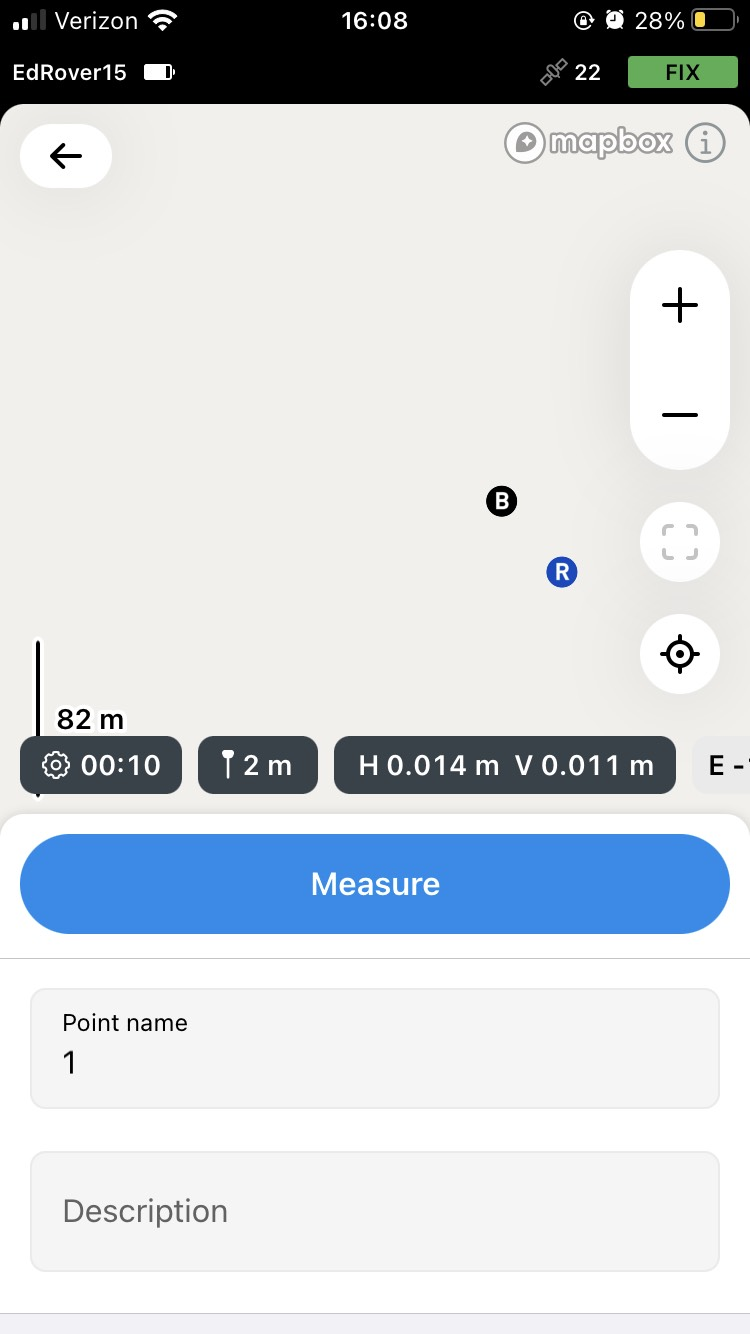 Verizon 16:08 28%
EdRover15 22 FIX
mapbox
B
R
82 m
00:10 2 m H 0.014 m V 0.011 m E -
Measure
Point name
1
Description